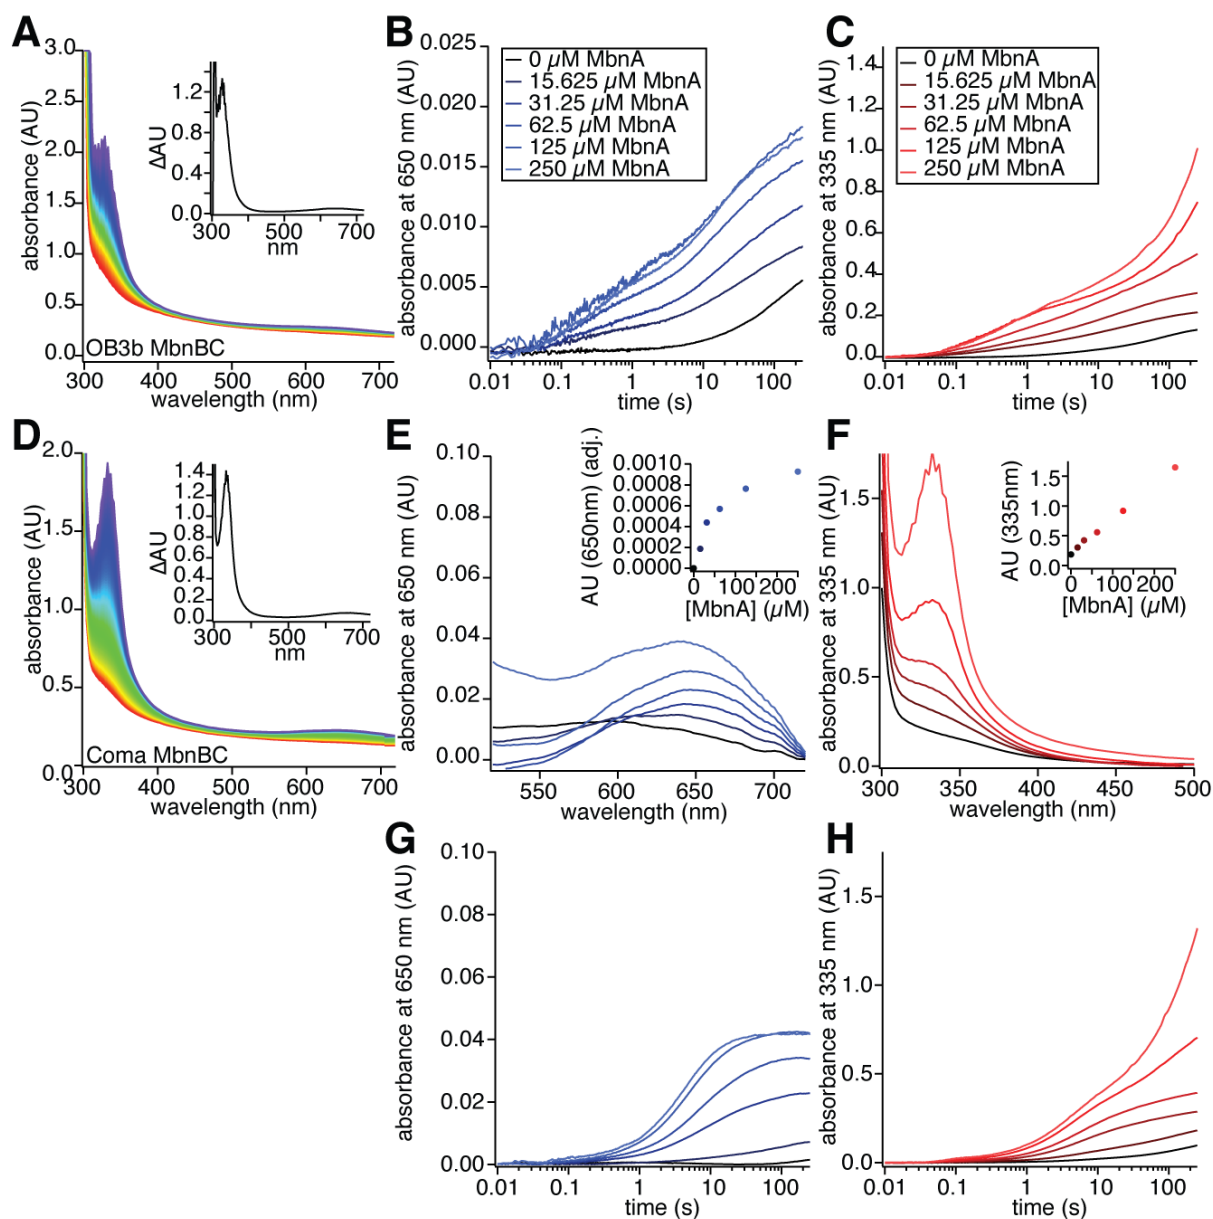 A
absorbance (AU)
3.0
2.5
2.0
1.5
1.0
0.5
0.0
OB3b MbnBC
300 400 500 600 700
wavelength (nm)
ΔAU
1.2
0.8
0.4
0.0
300 500 700
nm
B
absorbance at 650 nm (AU)
0.025
0.020
0.015
0.010
0.005
0.000
0 µM MbnA
15.625 µM MbnA
31.25 µM MbnA
62.5 µM MbnA
125 µM MbnA
250 µM MbnA
0.01 0.1 1 10 100
time (s)
C
absorbance at 335 nm (AU)
1.4
1.2
1.0
0.8
0.6
0.4
0.2
0.0
0 µM MbnA
15.625 µM MbnA
31.25 µM MbnA
62.5 µM MbnA
125 µM MbnA
250 µM MbnA
0.01 0.1 1 10 100
time (s)
D
absorbance (AU)
2.0
1.5
1.0
0.5
0.0
Coma MbnBC
300 400 500 600 700
wavelength (nm)
ΔAU
1.4
1.2
1.0
0.8
0.6
0.4
0.2
0.0
300 500 700
nm
E
absorbance at 650 nm (AU)
0.10
0.08
0.06
0.04
0.02
0.00
550 600 650 700
wavelength (nm)
AU (650nm) (adj.)
0.0010
0.0008
0.0006
0.0004
0.0002
0.0000
0 100 200
[MbnA] (µM)
F
absorbance at 335 nm (AU)
1.5
1.0
0.5
0.0
300 350 400 450 500
wavelength (nm)
AU (335nm)
1.5
1.0
0.5
0.0
0 100 200
[MbnA] (µM)
G
absorbance at 650 nm (AU)
0.10
0.08
0.06
0.04
0.02
0.00
0.01 0.1 1 10 100
time (s)
H
absorbance at 335 nm (AU)
1.5
1.0
0.5
0.0
0.01 0.1 1 10 100
time (s)